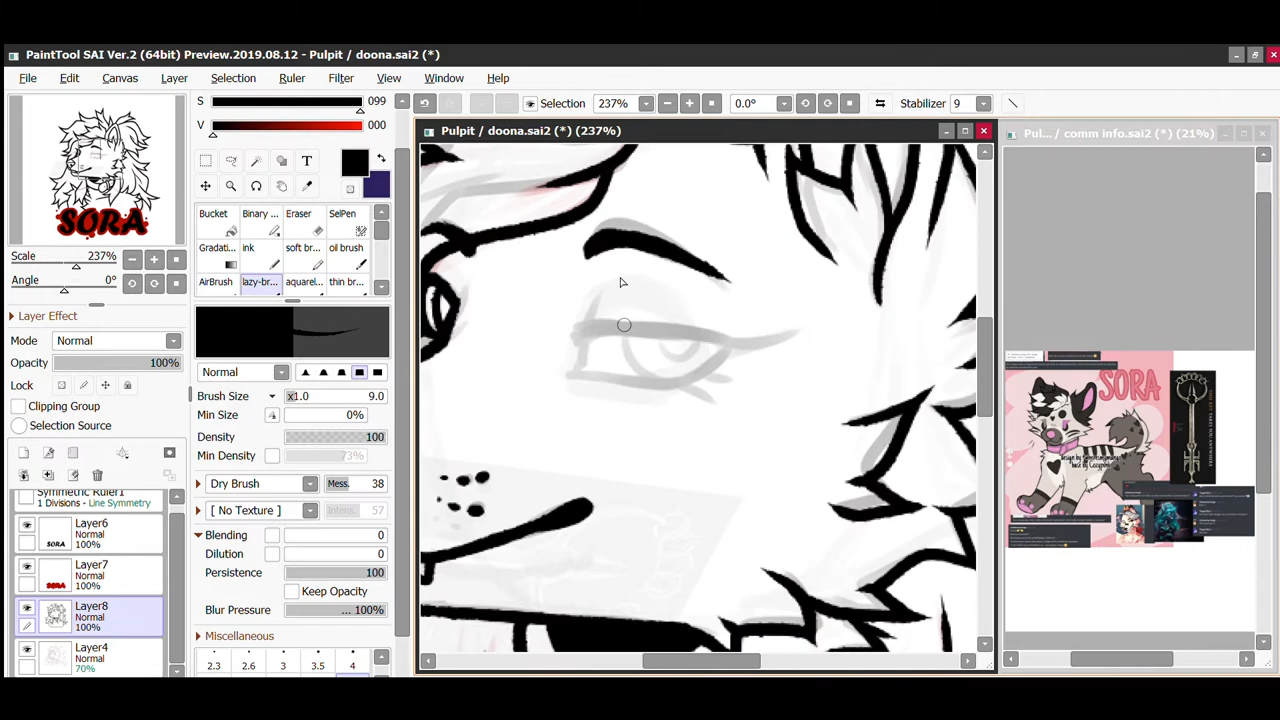 PaintTool SAI Ver.2 (64bit) Preview.2019.08.12 - Pulpit / doona.sai2 (*)
File Edit Canvas Layer Selection Ruler Filter View Window Help
S 099
V 000
Selection 237% 0.0° Stabilizer 9
Pulpit / doona.sai2 (*) (237%)
Pul... / comm info.sai2 (*) (21%)
SORA
Scale 237%
Angle 0°
Layer Effect
Mode Normal
Opacity 100%
Lock
Clipping Group
Selection Source
T
Bucket Binary ... Eraser SelPen
Gradati... ink soft br... oil brush
AirBrush lazy-br... aquarel... thin br...
Normal
Brush Size x1.0 9.0
Min Size 0%
Density 100
Min Density 73%
Dry Brush Mess. 38
[ No Texture ] Intens. 57
Blending 0
Dilution 0
Persistence 100
Keep Opacity
Blur Pressure ... 100%
Miscellaneous
2.3 2.6 3 3.5 4
Symmetric Ruler1
1 Divisions - Line Symmetry
Layer6
Normal
100%
SORA
Layer7
Normal
100%
SORA
Layer8
Normal
100%
Layer4
Normal
70%
SORA